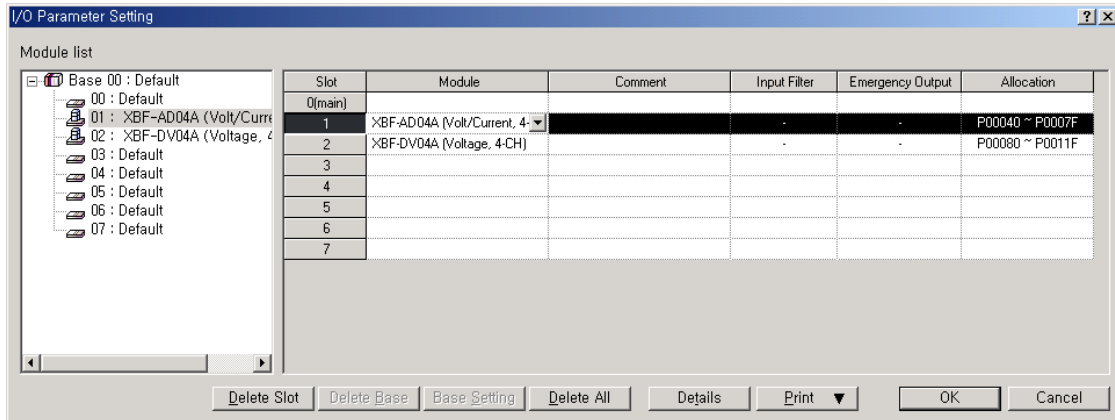 I/O Parameter Setting
Module list
Base 00 : Default
00 : Default
01 : XBF-AD04A (Volt/Curre
02 : XBF-DV04A (Voltage, 4
03 : Default
04 : Default
05 : Default
06 : Default
07 : Default
Slot Module Comment Input Filter Emergency Output Allocation
0(main)
1 XBF-AD04A (Volt/Current, 4- - - P00040 ~ P0007F
2 XBF-DV04A (Voltage, 4-CH) - - P00080 ~ P0011F
3
4
5
6
7
Delete Slot Delete Base Base Setting Delete All Details Print ▼ OK Cancel